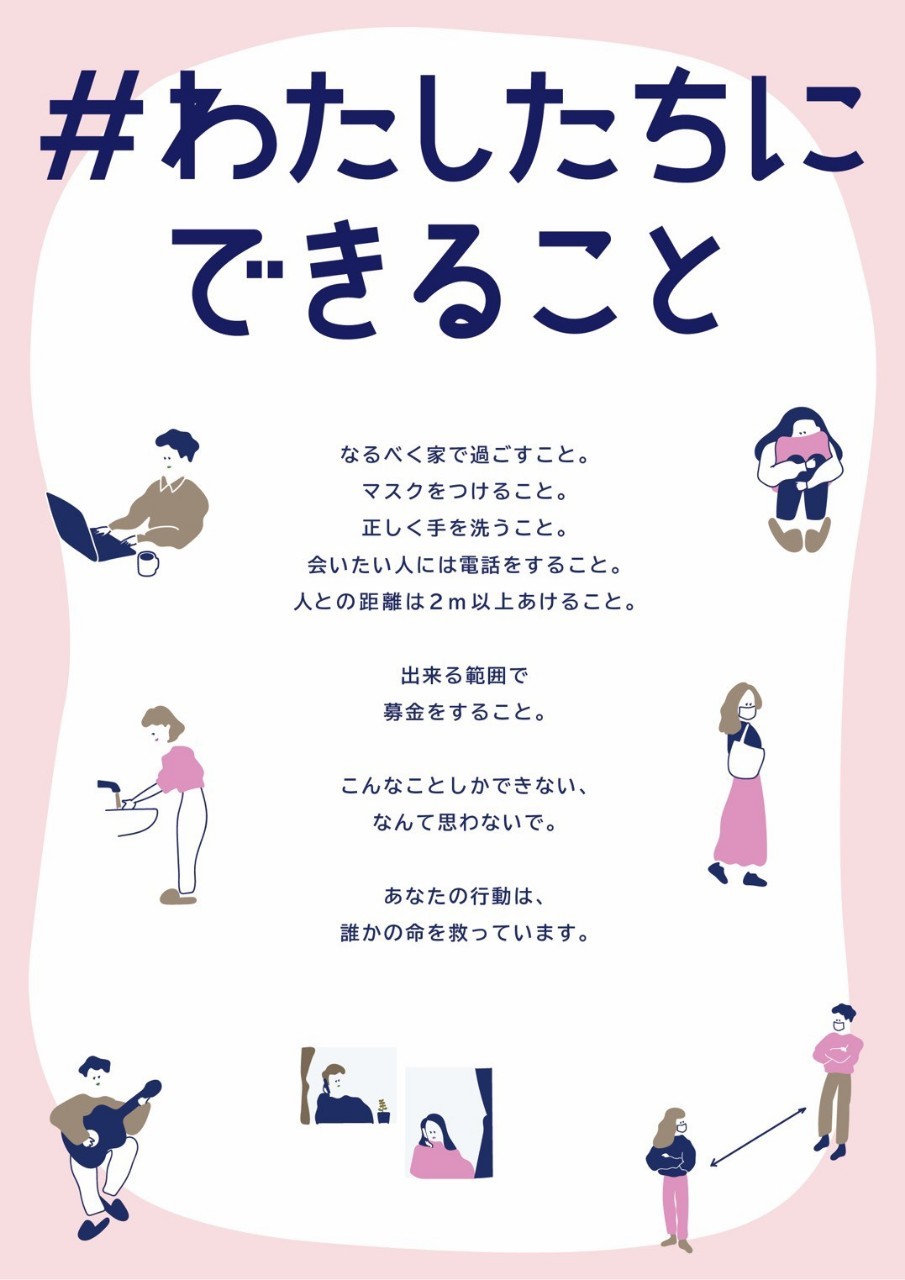 #わたしたちに
できること
なるべく家で過ごすこと。
マスクをつけること。
正しく手を洗うこと。
会いたい人には電話をすること。
人との距離は2m以上あけること。
出来る範囲で
募金をすること。
こんなことしかできない、
なんて思わないで。
あなたの行動は、
誰かの命を救っています。